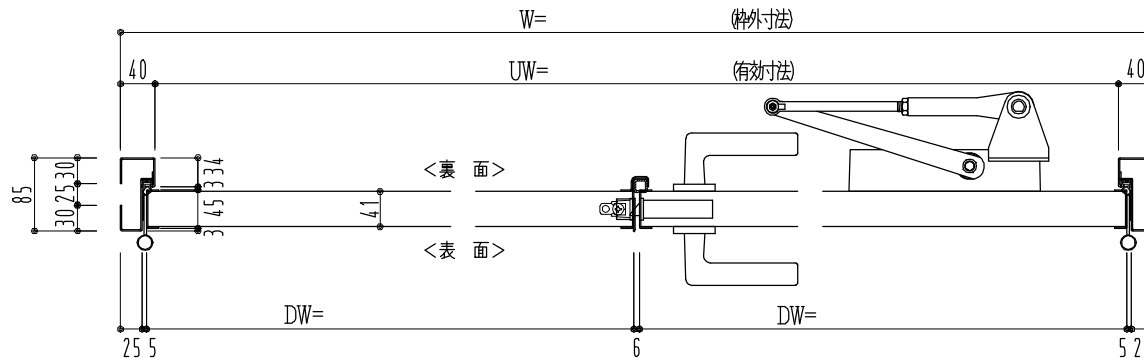 W= (枠外寸法)
40 UW= (有効寸法) 40
85
30 25 30
3 45 3 34
41
<裏 面>
<表 面>
DW= DW=
25 5 6 5 2